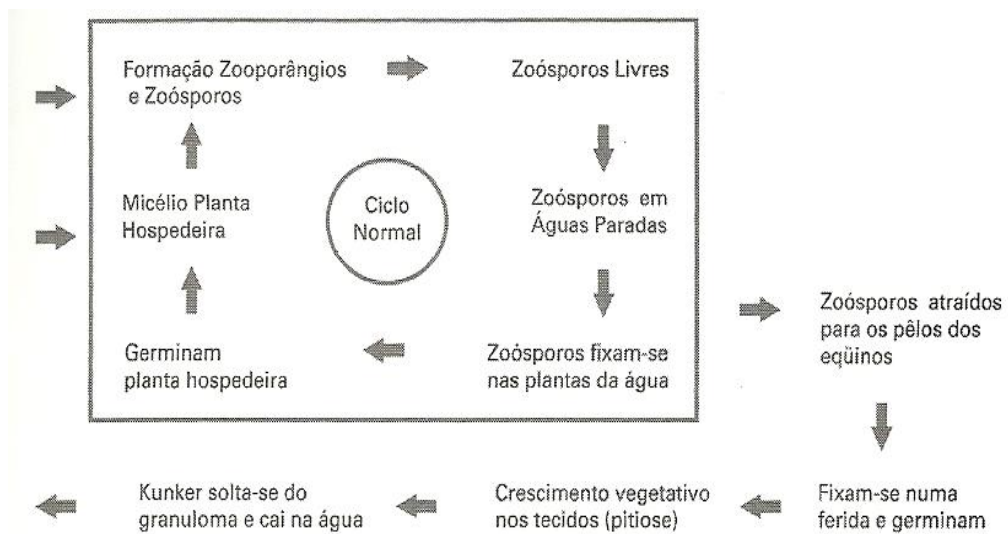 Formação Zooporângios
e Zoósporos
Zoósporos Livres
Micélio Planta
Hospedeira
Ciclo
Normal
Zoósporos em
Águas Paradas
Germinam
planta hospedeira
Zoósporos fixam-se
nas plantas da água
Zoósporos atraídos
para os pêlos dos
eqüinos
Kunker solta-se do
granuloma e cai na água
Crescimento vegetativo
nos tecidos (pitiose)
Fixam-se numa
ferida e germinam